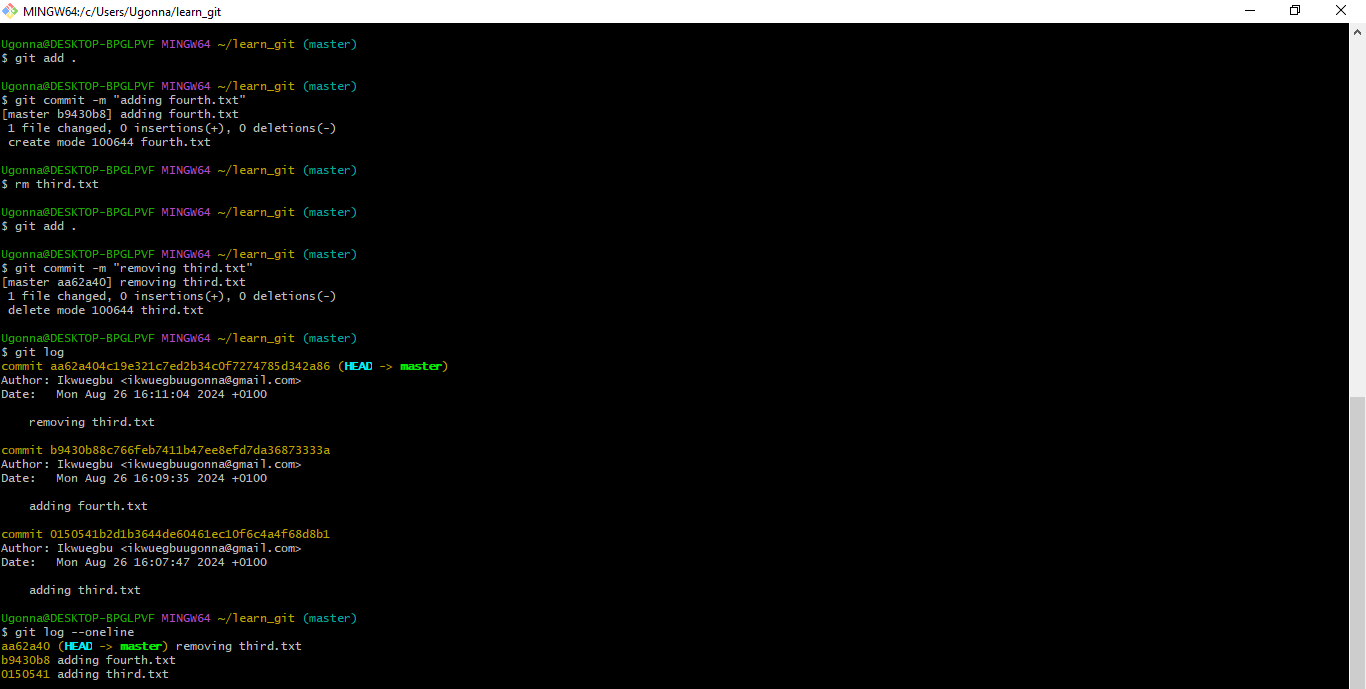 MINGW64:/c/Users/Ugonna/learn_git
Ugonna@DESKTOP-BPGLPVF MINGW64 ~/learn_git (master)
$ git add .
Ugonna@DESKTOP-BPGLPVF MINGW64 ~/learn_git (master)
$ git commit -m "adding fourth.txt"
[master b9430b8] adding fourth.txt
 1 file changed, 0 insertions(+), 0 deletions(-)
 create mode 100644 fourth.txt
Ugonna@DESKTOP-BPGLPVF MINGW64 ~/learn_git (master)
$ rm third.txt
Ugonna@DESKTOP-BPGLPVF MINGW64 ~/learn_git (master)
$ git add .
Ugonna@DESKTOP-BPGLPVF MINGW64 ~/learn_git (master)
$ git commit -m "removing third.txt"
[master aa62a40] removing third.txt
 1 file changed, 0 insertions(+), 0 deletions(-)
 delete mode 100644 third.txt
Ugonna@DESKTOP-BPGLPVF MINGW64 ~/learn_git (master)
$ git log
commit aa62a404c19e321c7ed2b34c0f7274785d342a86 (HEAD -> master)
Author: Ikwuegbu <ikwuegbuugonna@gmail.com>
Date:   Mon Aug 26 16:11:04 2024 +0100
    removing third.txt
commit b9430b88c766feb7411b47ee8efd7da36873333a
Author: Ikwuegbu <ikwuegbuugonna@gmail.com>
Date:   Mon Aug 26 16:09:35 2024 +0100
    adding fourth.txt
commit 0150541b2d1b3644de60461ec10f6c4a4f68d8b1
Author: Ikwuegbu <ikwuegbuugonna@gmail.com>
Date:   Mon Aug 26 16:07:47 2024 +0100
    adding third.txt
Ugonna@DESKTOP-BPGLPVF MINGW64 ~/learn_git (master)
$ git log --oneline
aa62a40 (HEAD -> master) removing third.txt
b9430b8 adding fourth.txt
0150541 adding third.txt